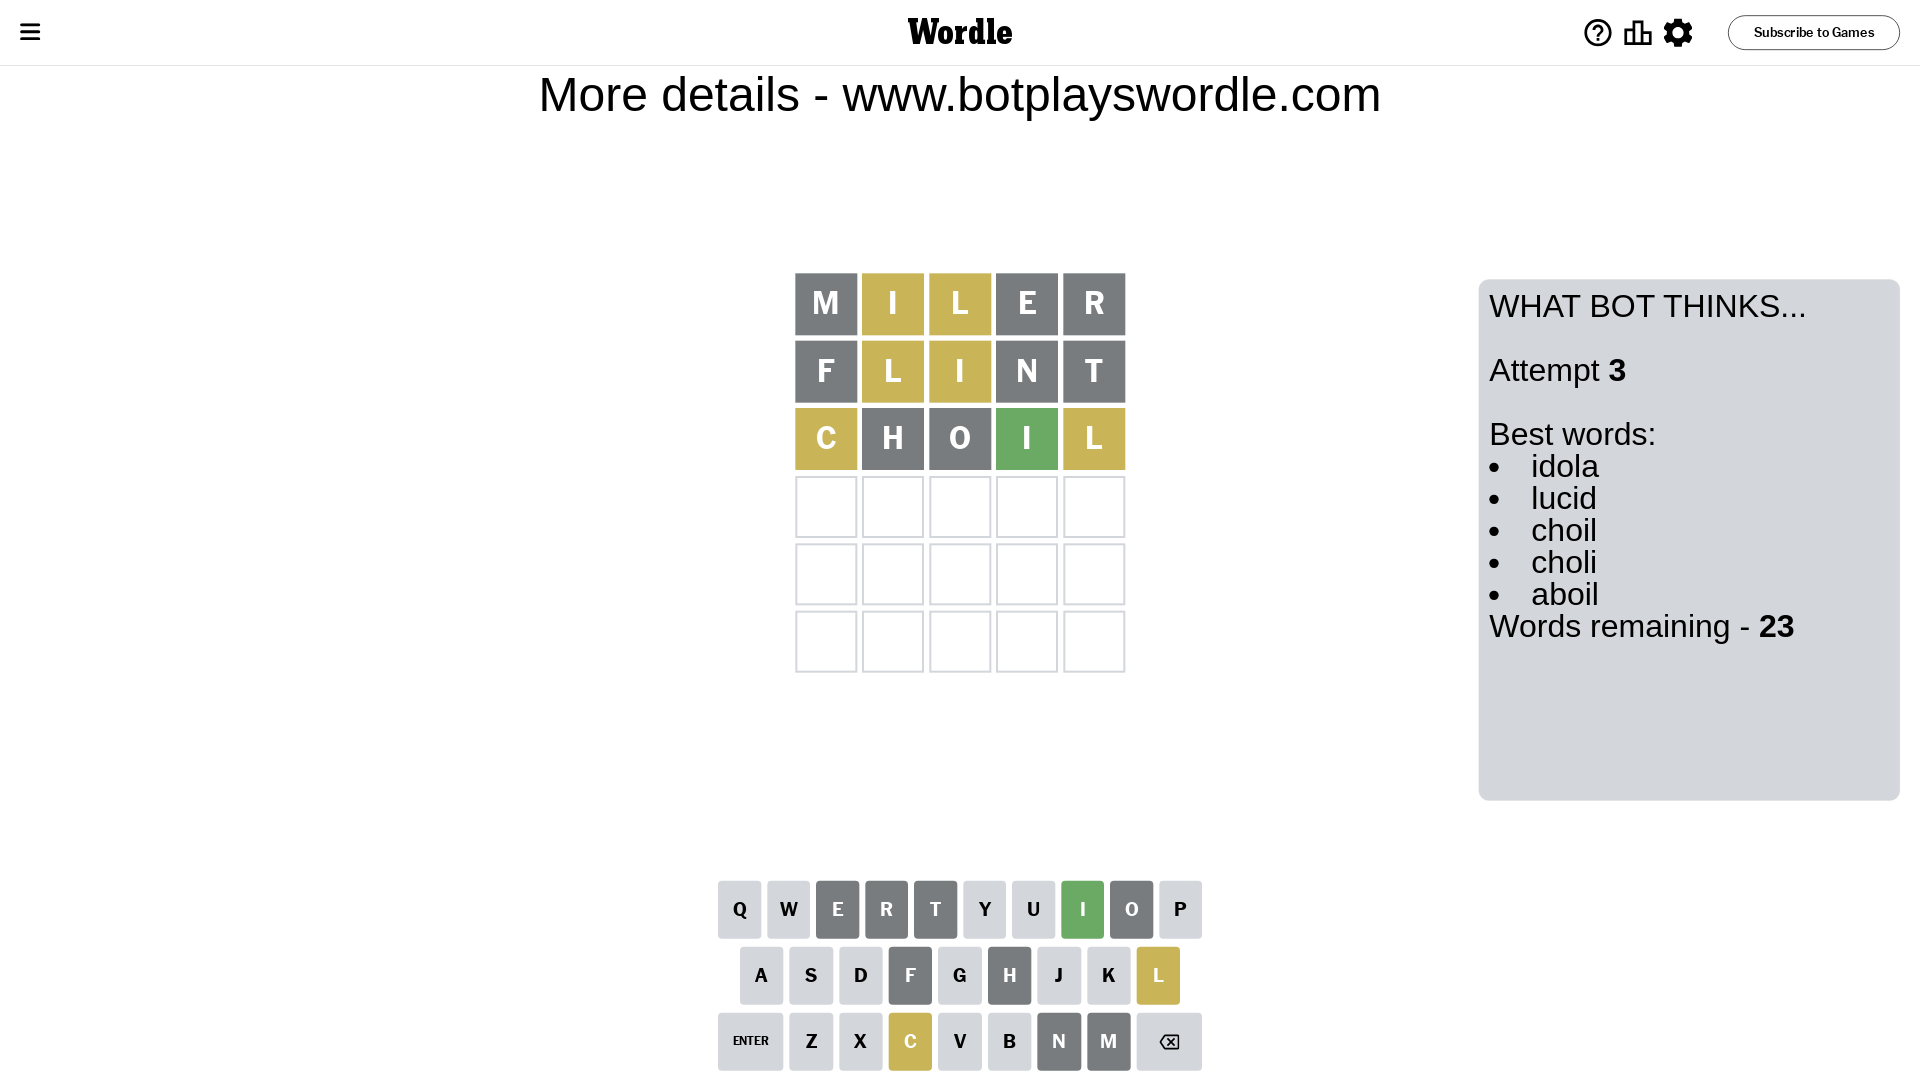 Wordle
Subscribe to Games
More details - www.botplayswordle.com
M I L E R
F L I N T
C H O I L
WHAT BOT THINKS...
Attempt 3
Best words:
• idola
• lucid
• choil
• choli
• aboil
Words remaining - 23
Q W E R T Y U I O P
A S D F G H J K L
ENTER Z X C V B N M